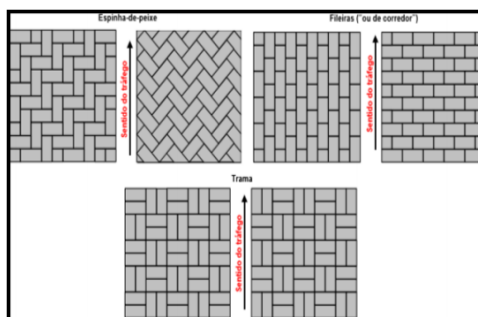 Espinha-de-peixe
Fileiras ("ou de corredor")
Sentido do tráfego
Sentido do tráfego
Trama
Sentido do tráfego